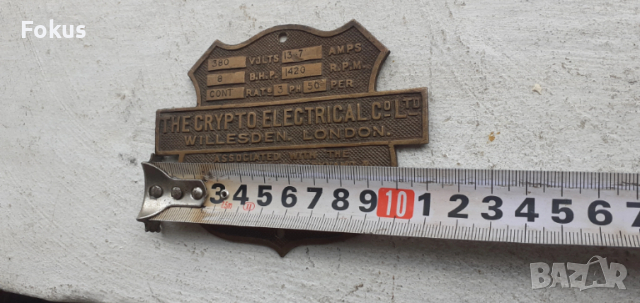 Fokus
380 VOLTS 13.7 AMPS
8 B.H.P. 1420 R.P.M.
CONT RATG 3 PH 50 PER
THE CRYPTO ELECTRICAL CO LTD
WILLESDEN. LONDON.
ASSOCIATED WITH THE
3 4 5 6 7 8 9 10 1 2 3 4 5 6 7
BAZAR
bg